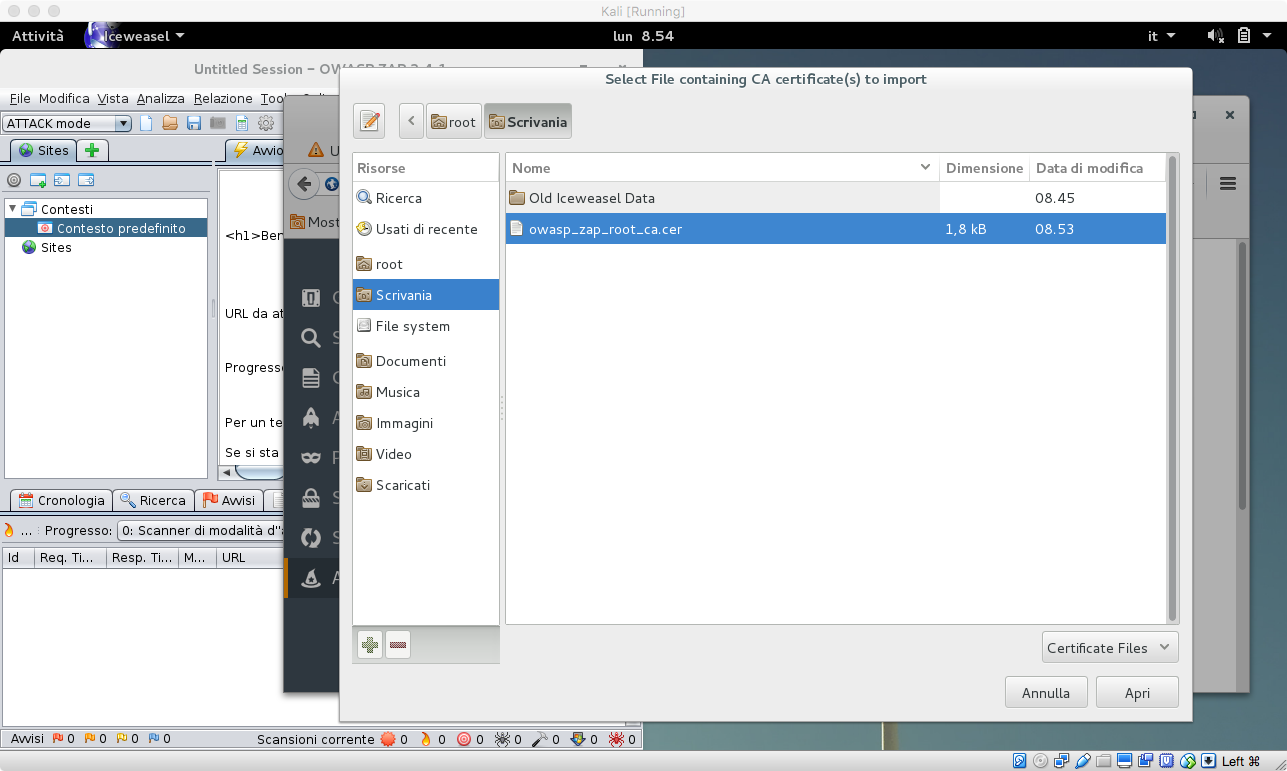 Kali [Running]
Attività Iceweasel lun 8.54 it
Untitled Session - OWASP ZAP 2.4.1
Select File containing CA certificate(s) to import
File Modifica Vista Analizza Relazione
ATTACK mode
root Scrivania
Sites
Risorse Nome Dimensione Data di modifica
Ricerca Old Iceweasel Data 08.45
Usati di recente owasp_zap_root_ca.cer 1,8 kB 08.53
Contesti
Contesto predefinito
Sites
<h1>Ben
root
Scrivania
URL da at
File system
Documenti
Progresso
Musica
Immagini
Per un te
Video
Se si sta
Scaricati
Cronologia Ricerca Avvisi
... Progresso: 0: Scanner di modalità d''a
Id Req. Ti... Resp. Ti... M... URL
Certificate Files
Annulla Apri
Avvisi 0 0 0 0 Scansioni corrente 0 0 0 0 0 0 0
Left ⌘